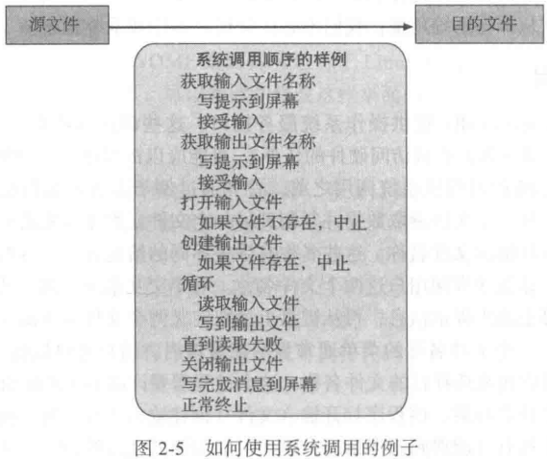 源文件
目的文件
系统调用顺序的样例
获取输入文件名称
写提示到屏幕
接受输入
获取输出文件名称
写提示到屏幕
接受输入
打开输入文件
如果文件不存在，中止
创建输出文件
如果文件存在，中止
循环
读取输入文件
写到输出文件
直到读取失败
关闭输出文件
写完成消息到屏幕
正常终止
图 2-5 如何使用系统调用的例子